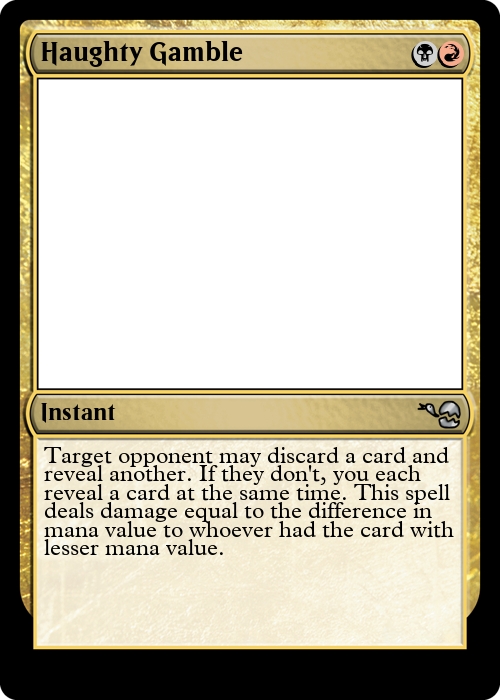 Haughty Gamble
Instant
Target opponent may discard a card and
reveal another. If they don't, you each
reveal a card at the same time. This spell
deals damage equal to the difference in
mana value to whoever had the card with
lesser mana value.